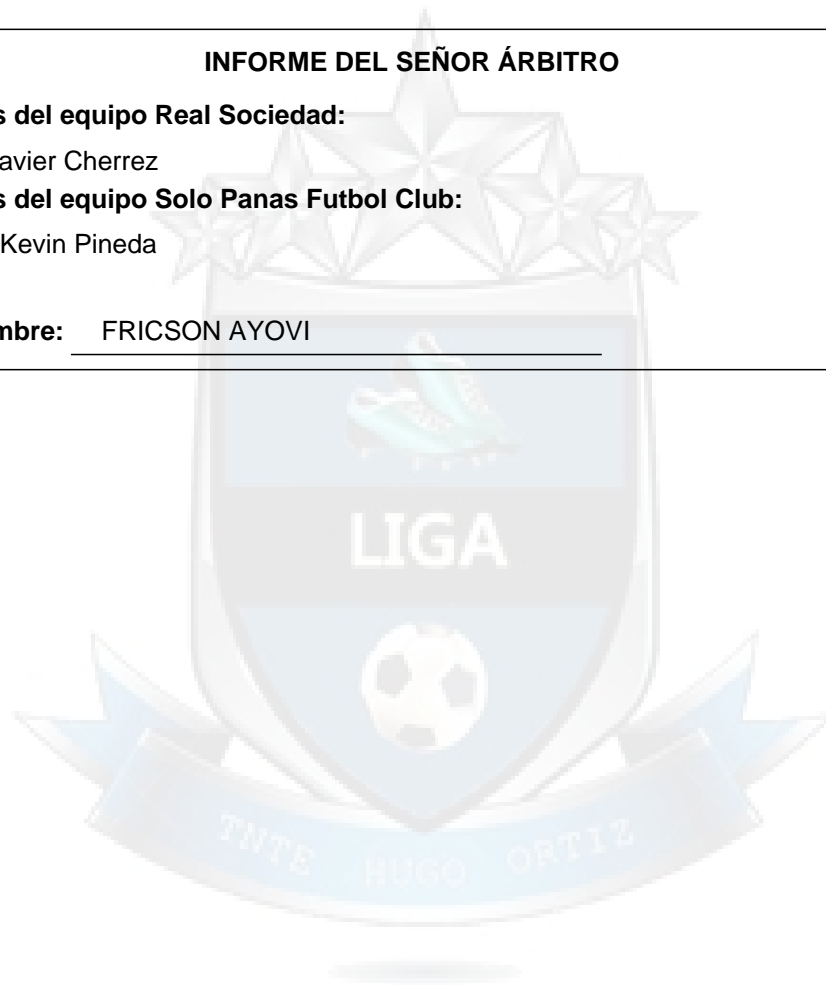 INFORME DEL SEÑOR ÁRBITRO
s del equipo Real Sociedad:
avier Cherrez
s del equipo Solo Panas Futbol Club:
Kevin Pineda
mbre: FRICSON AYOVI
LIGA
TNTE HUGO ORTIZ